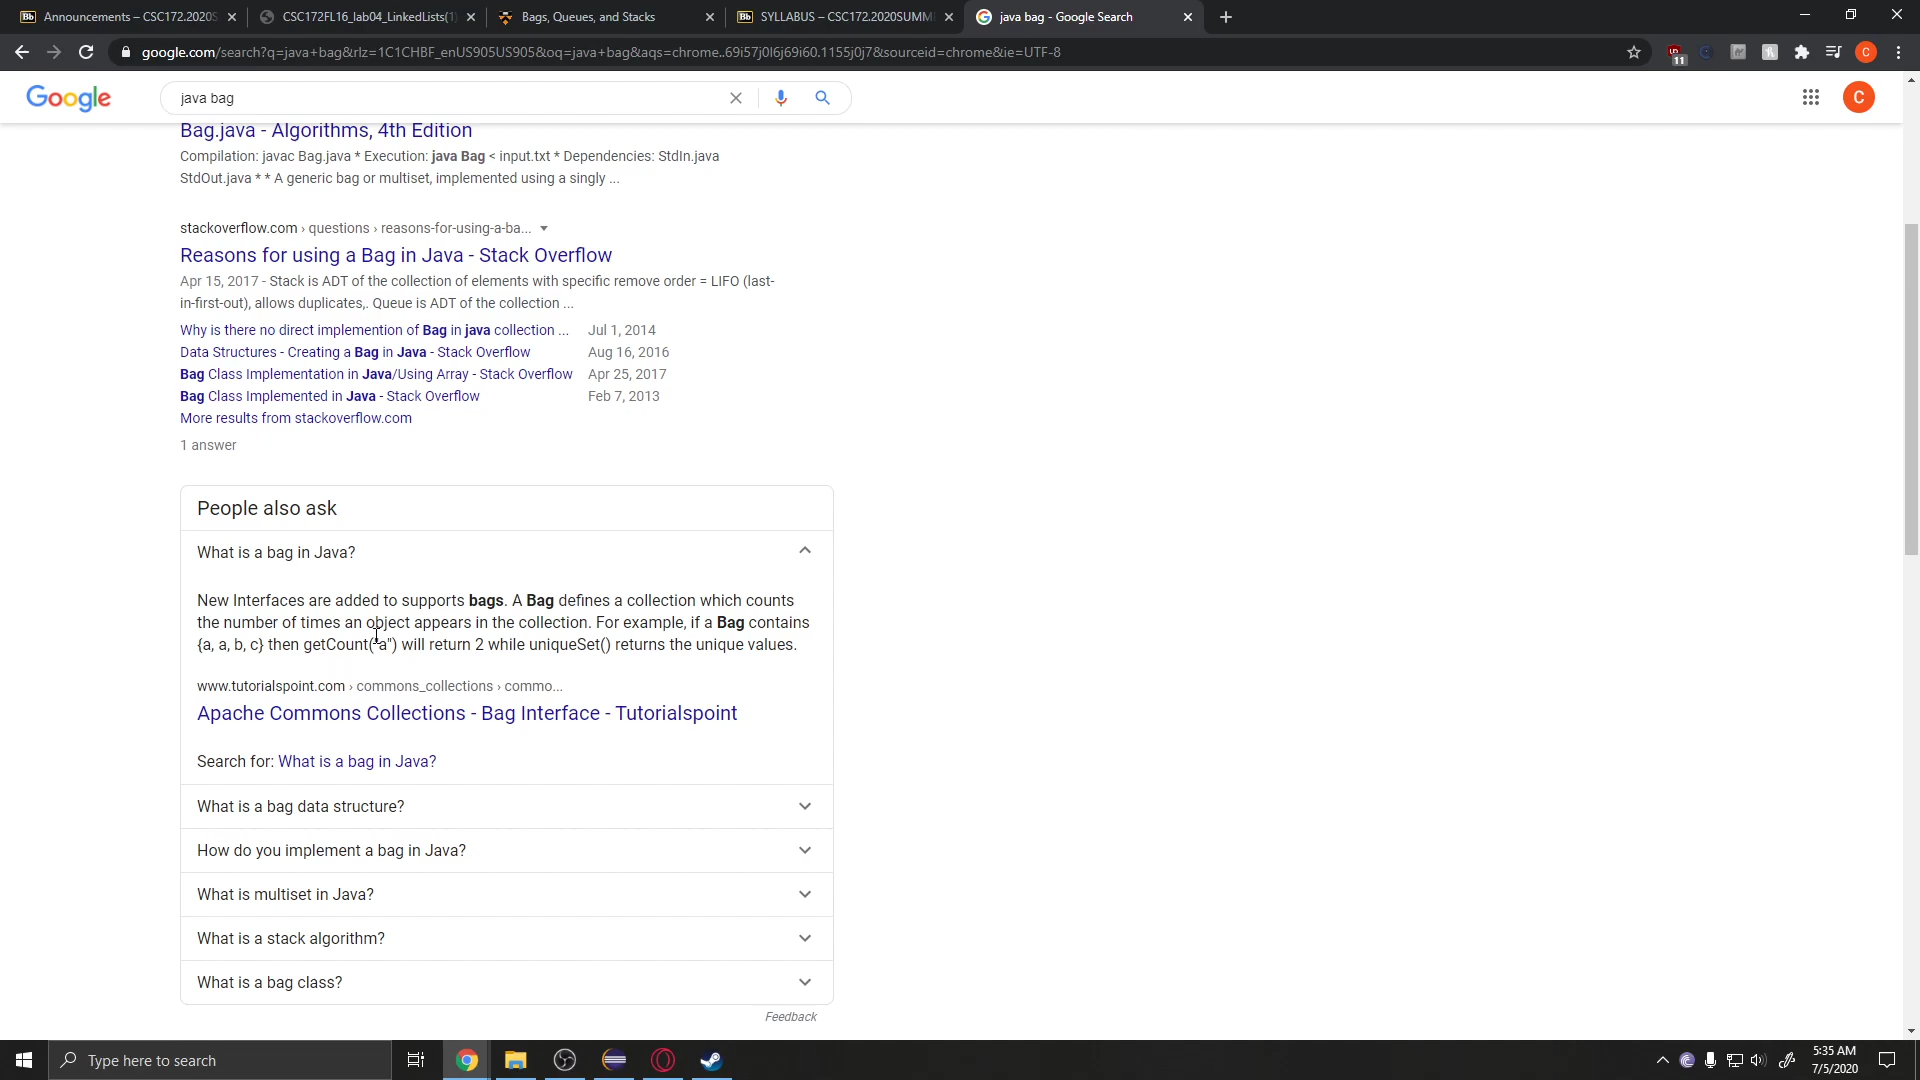 Announcements – CSC172.2020S
CSC172FL16_lab04_LinkedLists(1)
Bags, Queues, and Stacks
SYLLABUS – CSC172.2020SUMM
java bag - Google Search
google.com/search?q=java+bag&rlz=1C1CHBF_enUS905US905&oq=java+bag&aqs=chrome..69i57j0l6j69i60.1155j0j7&sourceid=chrome&ie=UTF-8
11
C
Google
java bag
C
Bag.java - Algorithms, 4th Edition
Compilation: javac Bag.java * Execution: java Bag < input.txt * Dependencies: StdIn.java
StdOut.java * * A generic bag or multiset, implemented using a singly ...
stackoverflow.com › questions › reasons-for-using-a-ba...
Reasons for using a Bag in Java - Stack Overflow
Apr 15, 2017 - Stack is ADT of the collection of elements with specific remove order = LIFO (last-
in-first-out), allows duplicates,. Queue is ADT of the collection ...
Why is there no direct implemention of Bag in java collection ... Jul 1, 2014
Data Structures - Creating a Bag in Java - Stack Overflow Aug 16, 2016
Bag Class Implementation in Java/Using Array - Stack Overflow Apr 25, 2017
Bag Class Implemented in Java - Stack Overflow Feb 7, 2013
More results from stackoverflow.com
1 answer
People also ask
What is a bag in Java?
New Interfaces are added to supports bags. A Bag defines a collection which counts
the number of times an object appears in the collection. For example, if a Bag contains
{a, a, b, c} then getCount("a") will return 2 while uniqueSet() returns the unique values.
www.tutorialspoint.com › commons_collections › commo...
Apache Commons Collections - Bag Interface - Tutorialspoint
Search for: What is a bag in Java?
What is a bag data structure?
How do you implement a bag in Java?
What is multiset in Java?
What is a stack algorithm?
What is a bag class?
Feedback
Type here to search
5:35 AM
7/5/2020